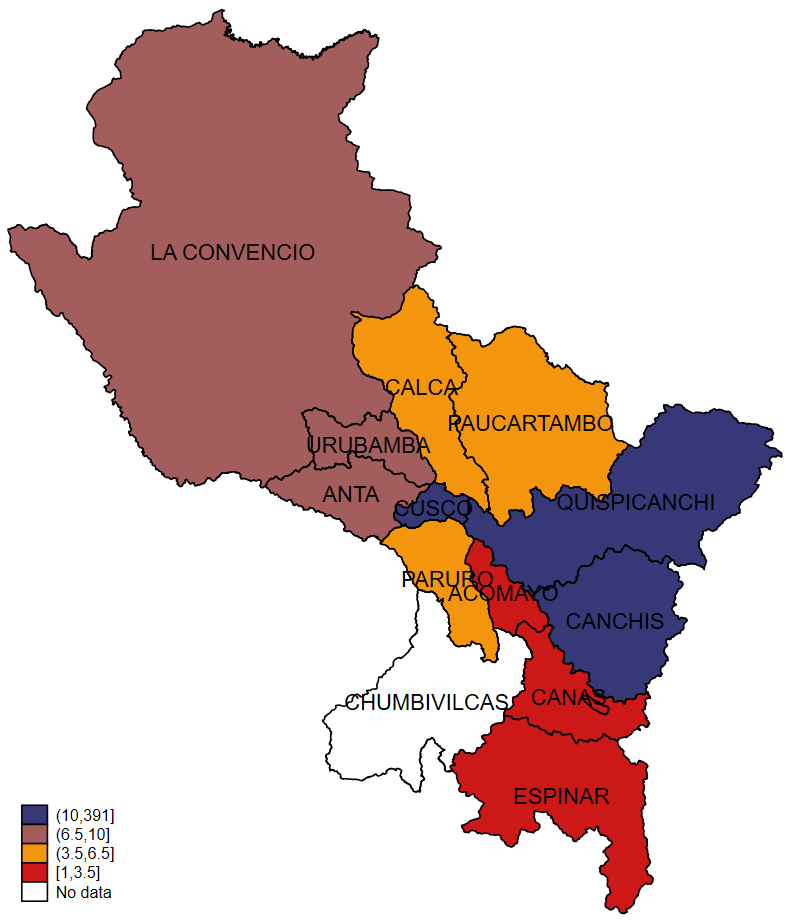 LA CONVENCIO
CALCA
PAUCARTAMBO
URUBAMBA
ANTA
QUISPICANCHI
CUSCO
PARURO
ACOMAYO
CANCHIS
CANAS
CHUMBIVILCAS
ESPINAR
(10,391]
(6.5,10]
(3.5,6.5]
[1,3.5]
No data